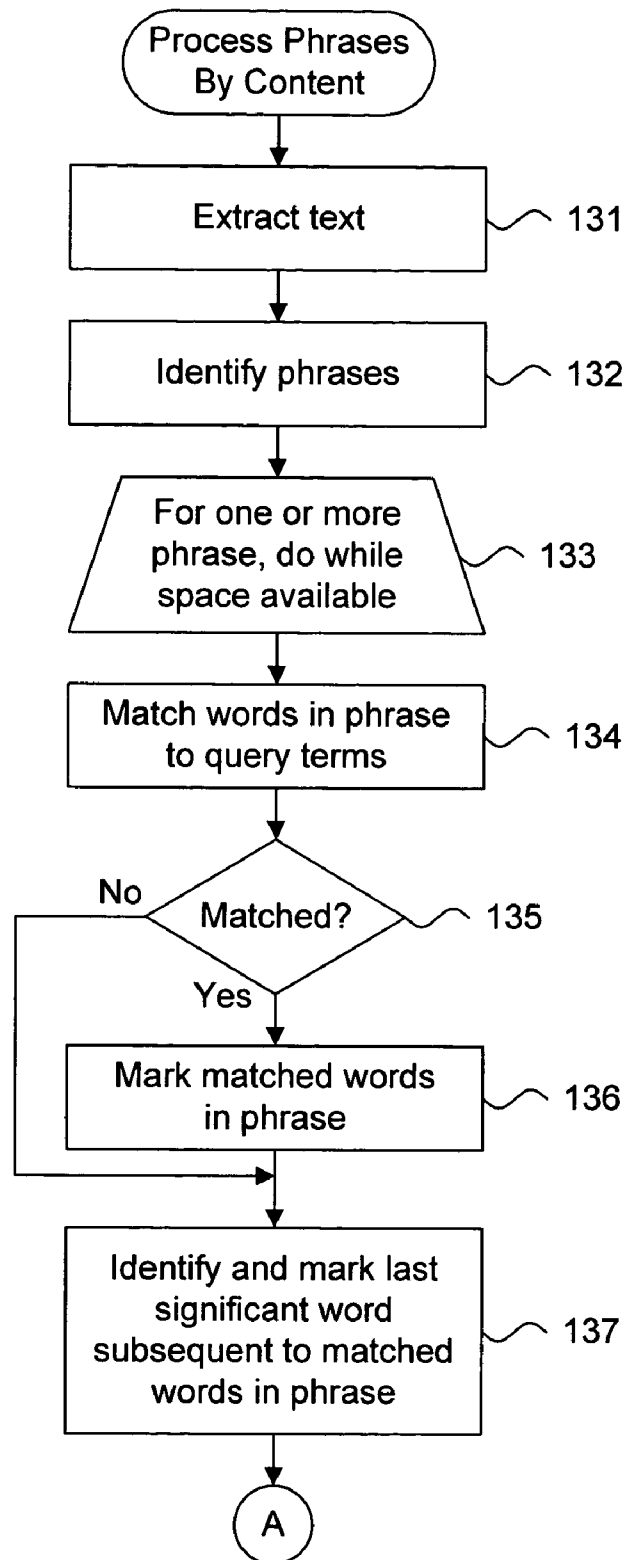 Process Phrases
By Content
Extract text
131
Identify phrases
132
For one or more
phrase, do while
space available
133
Match words in phrase
to query terms
134
No
Matched?
135
Yes
Mark matched words
in phrase
136
Identify and mark last
significant word
subsequent to matched
words in phrase
137
A